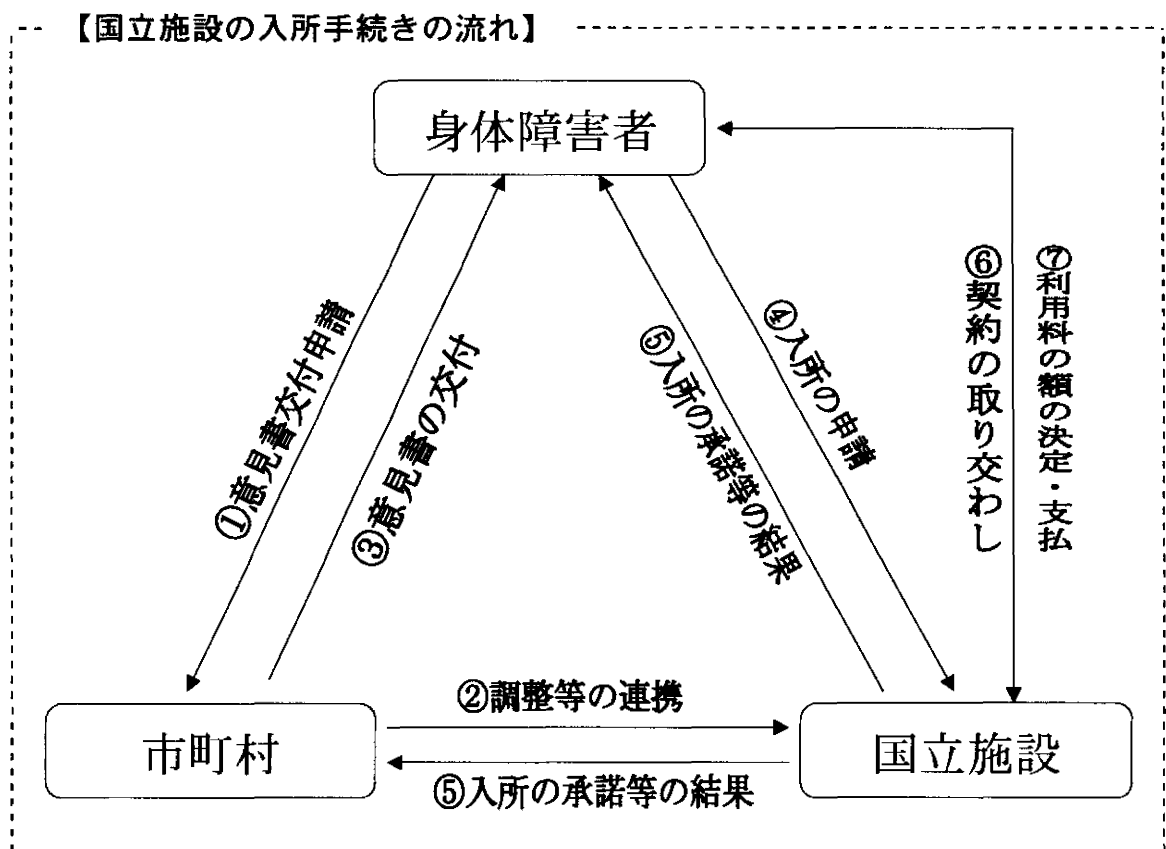 【国立施設の入所手続きの流れ】
身体障害者
①意見書交付申請
③意見書の交付
⑤入所の承諾等の結果
④入所の申請
⑥契約の取り交わし
⑦利用料の額の決定・支払
②調整等の連携
市町村
国立施設
⑤入所の承諾等の結果